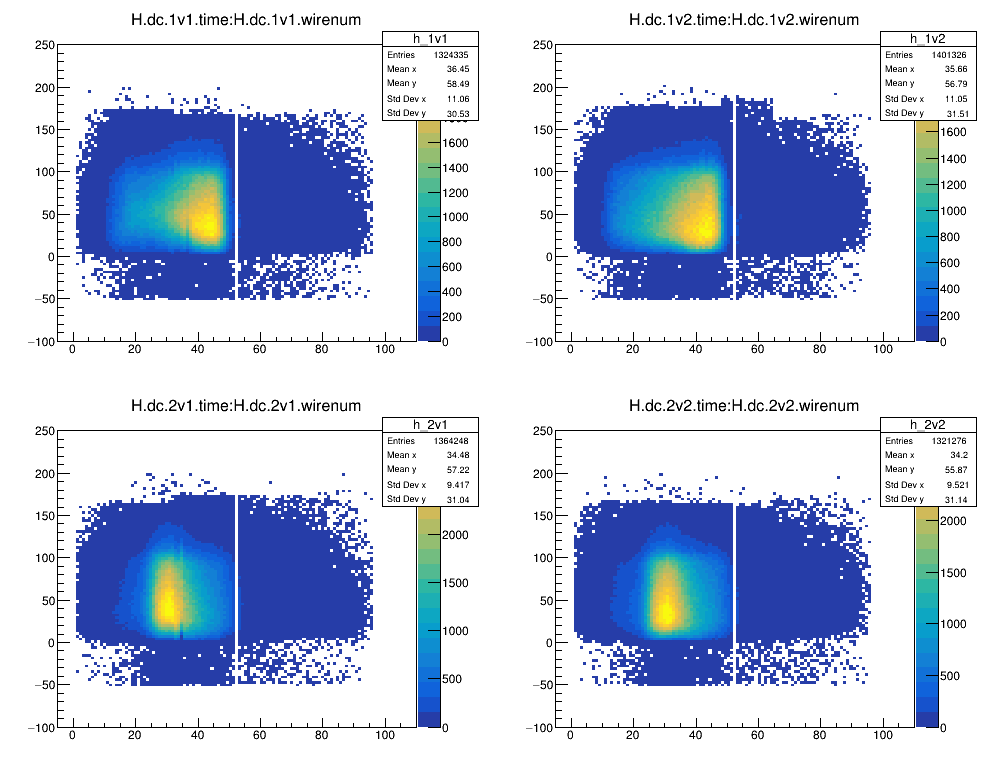 H.dc.1v1.time:H.dc.1v1.wirenum
h_1v1
Entries 1324335
Mean x 36.45
Mean y 58.49
Std Dev x 11.06
Std Dev y 30.53
250
200
150
100
50
0
−50
−100
0 20 40 60 80 100
1600
1400
1200
1000
800
600
400
200
0
H.dc.1v2.time:H.dc.1v2.wirenum
h_1v2
Entries 1401326
Mean x 35.66
Mean y 56.79
Std Dev x 11.05
Std Dev y 31.51
250
200
150
100
50
0
−50
−100
0 20 40 60 80 100
1600
1400
1200
1000
800
600
400
200
0
H.dc.2v1.time:H.dc.2v1.wirenum
h_2v1
Entries 1364248
Mean x 34.48
Mean y 57.22
Std Dev x 9.417
Std Dev y 31.04
250
200
150
100
50
0
−50
−100
0 20 40 60 80 100
2000
1500
1000
500
0
H.dc.2v2.time:H.dc.2v2.wirenum
h_2v2
Entries 1321276
Mean x 34.2
Mean y 55.87
Std Dev x 9.521
Std Dev y 31.14
250
200
150
100
50
0
−50
−100
0 20 40 60 80 100
2000
1500
1000
500
0